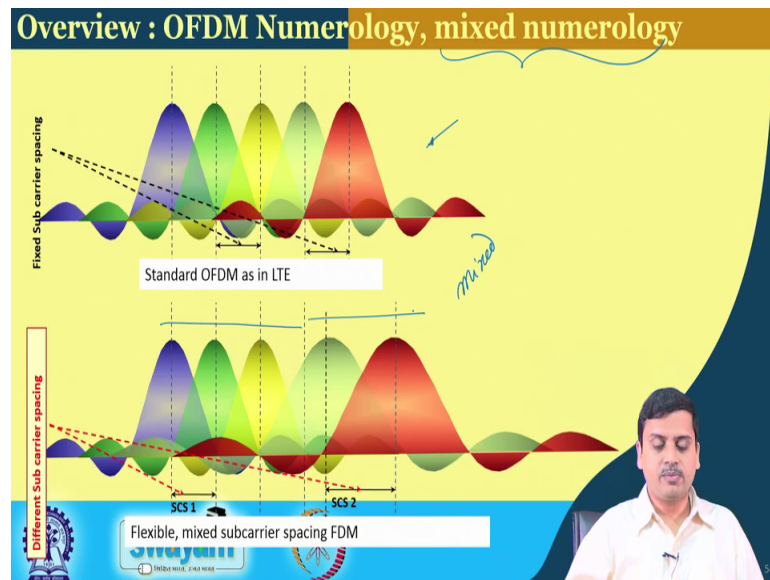 Overview : OFDM Numerology, mixed numerology
Fixed Sub carrier spacing
Standard OFDM as in LTE
mixed
Different Sub carrier spacing
SCS 1
SCS 2
Flexible, mixed subcarrier spacing FDM
swayam
5